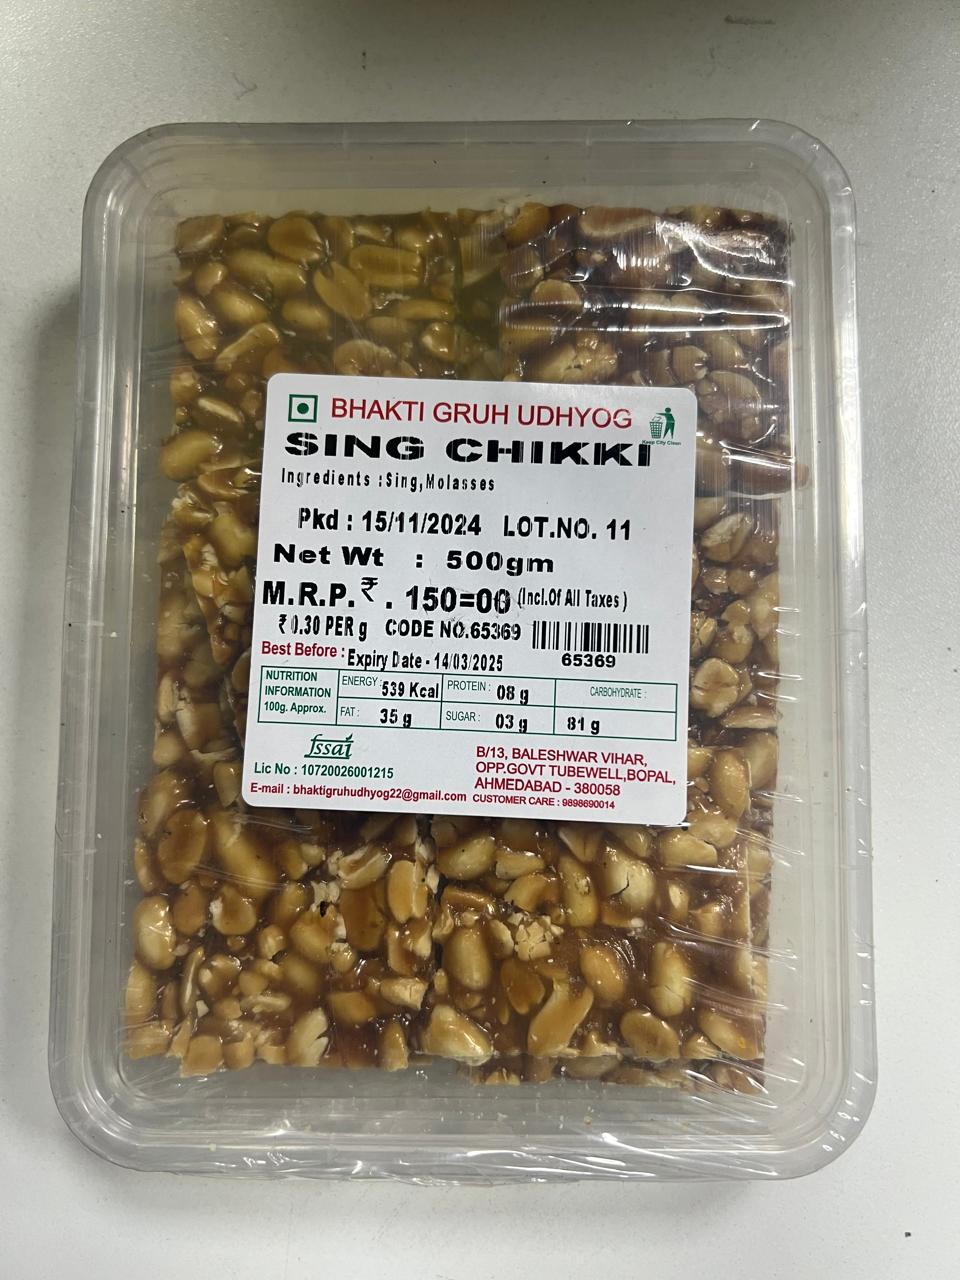 BHAKTI GRUH UDHYOG
Keep City Clean
SING CHIKKI
Ingredients :Sing,Molasses
Pkd : 15/11/2024 LOT.NO. 11
Net Wt : 500gm
M.R.P.₹. 150=00 (Incl.Of All Taxes)
₹0.30 PER g CODE NO.65369
65369
Best Before : Expiry Date - 14/03/2025
NUTRITION INFORMATION 100g. Approx.
ENERGY: 539 Kcal PROTEIN: 08 g CARBOHYDRATE :
FAT: 35 g SUGAR: 03 g 81 g
fssai
Lic No : 10720026001215
E-mail : bhaktigruhudhyog22@gmail.com
B/13, BALESHWAR VIHAR,
OPP.GOVT TUBEWELL,BOPAL,
AHMEDABAD - 380058
CUSTOMER CARE : 9898690014